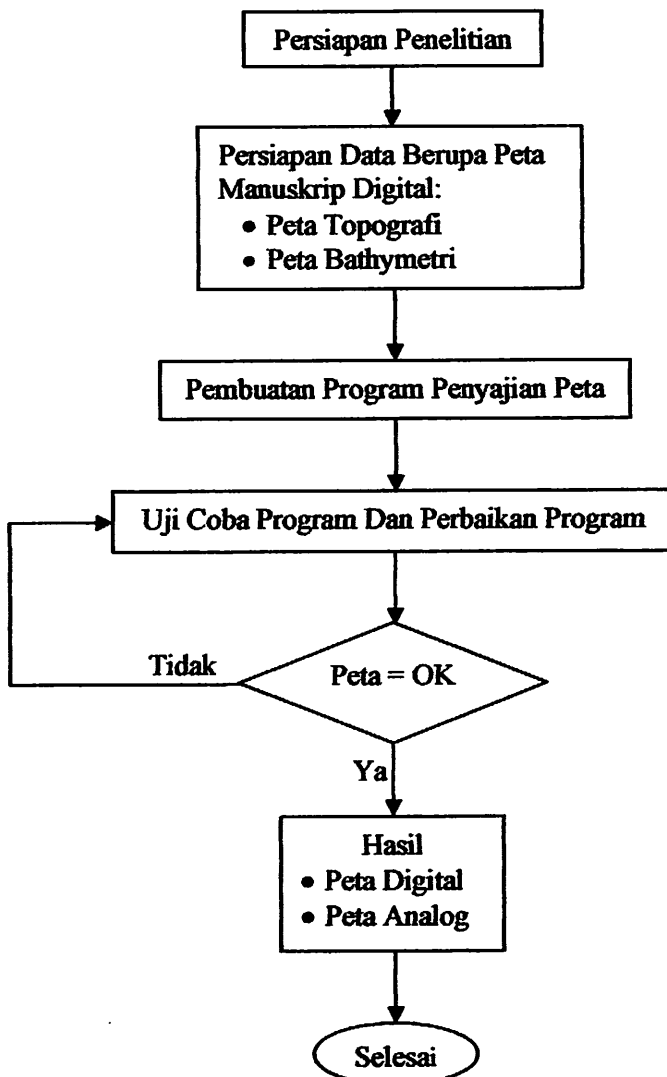 Persiapan Penelitian
Persiapan Data Berupa Peta
Manuskrip Digital:
• Peta Topografi
• Peta Bathymetri
Pembuatan Program Penyajian Peta
Uji Coba Program Dan Perbaikan Program
Peta = OK
Tidak
Ya
Hasil
• Peta Digital
• Peta Analog
Selesai